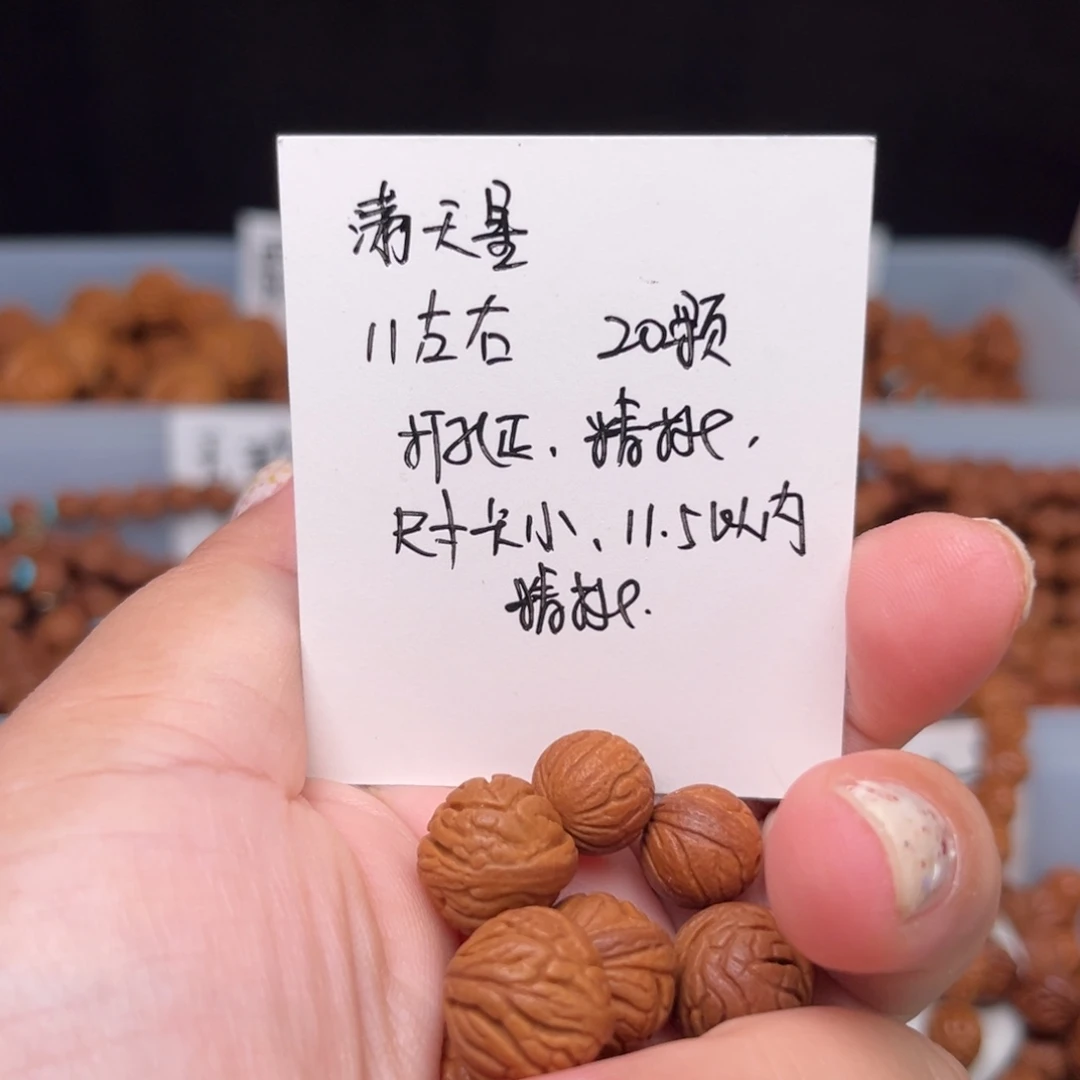 满天星
11左右 20颗
打孔正、精挑，
尺寸卡小、11.5以内
精挑.